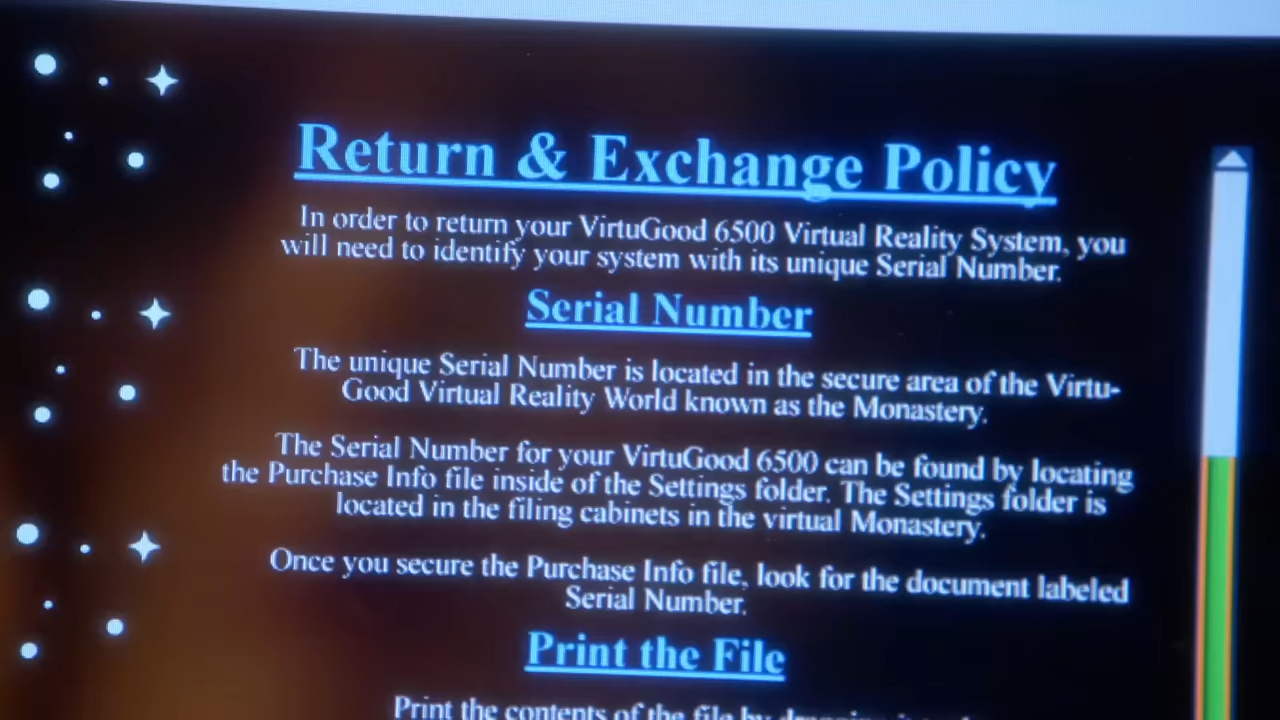 Return & Exchange Policy
In order to return your VirtuGood 6500 Virtual Reality System, you
will need to identify your system with its unique Serial Number.
Serial Number
The unique Serial Number is located in the secure area of the Virtu-
Good Virtual Reality World known as the Monastery.
The Serial Number for your VirtuGood 6500 can be found by locating
the Purchase Info file inside of the Settings folder. The Settings folder is
located in the filing cabinets in the virtual Monastery.
Once you secure the Purchase Info file, look for the document labeled
Serial Number.
Print the File
Print the contents of the file by